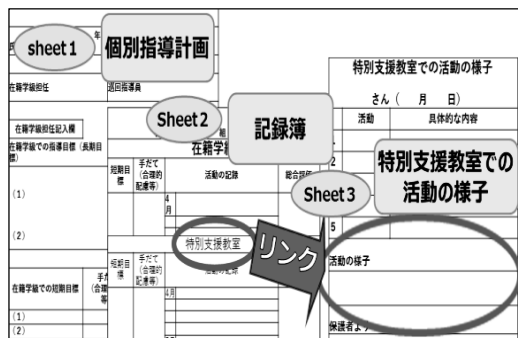 sheet1
個別指導計画
年
在籍学級担任
巡回指導員
在籍学級担任記入欄
在籍学級での指導目標（長期目標）
(1)
(2)
在籍学級での短期目標
(1)
(2)
Sheet2
記録簿
在籍学
短期目標
手だて（合理的配慮等）
活動の記録
総合評価
4月
特別支援教室
短期目標
手だて（合理的配慮等）
活動の記録
4月
リンク
特別支援教室での活動の様子
さん（　月　日）
活動
具体的な内容
2
Sheet3
特別支援教室での
活動の様子
5
活動の様子
保護者より